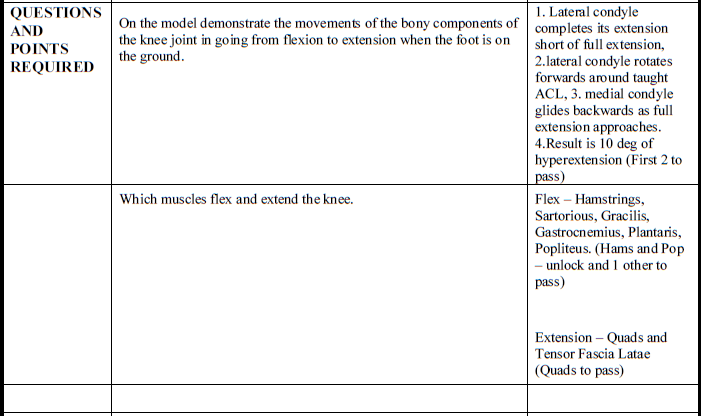 QUESTIONS
AND
POINTS
REQUIRED
On the model demonstrate the movements of the bony components of
the knee joint in going from flexion to extension when the foot is on
the ground.
1. Lateral condyle
completes its extension
short of full extension,
2.lateral condyle rotates
forwards around taught
ACL, 3. medial condyle
glides backwards as full
extension approaches.
4.Result is 10 deg of
hyperextension (First 2 to
pass)
Which muscles flex and extend the knee.
Flex – Hamstrings,
Sartorious, Gracilis,
Gastrocnemius, Plantaris,
Popliteus. (Hams and Pop
– unlock and 1 other to
pass)
Extension – Quads and
Tensor Fascia Latae
(Quads to pass)